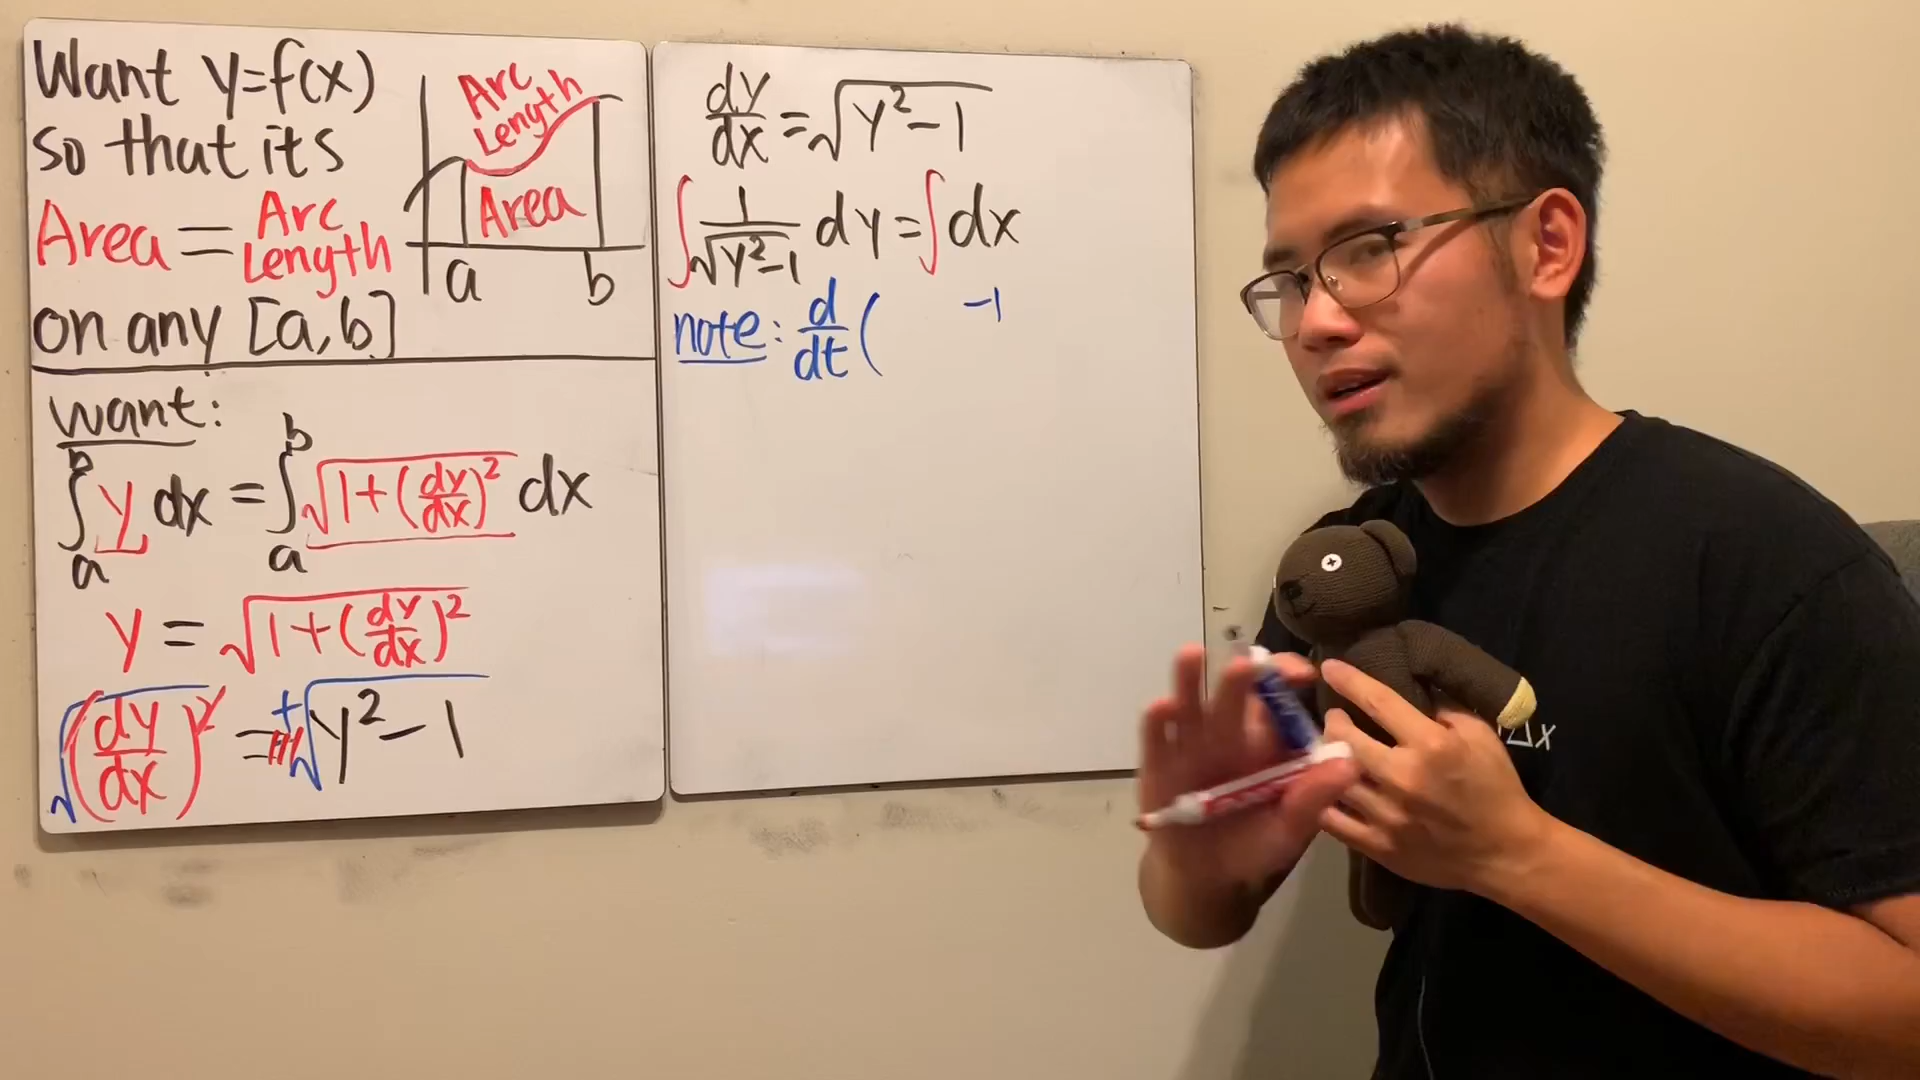 Want y=f(x)
so that its
Area = Arc Length
on any [a,b]
Arc
Length
Area
a b
want:
∫_a^b y dx = ∫_a^b √(1+(dy/dx)²) dx
y = √(1+(dy/dx)²)
√(dy/dx)² = +√(y²-1)
dy/dx = √(y²-1)
∫ 1/√(y²-1) dy = ∫ dx
note: d/dt ( -1
Δx